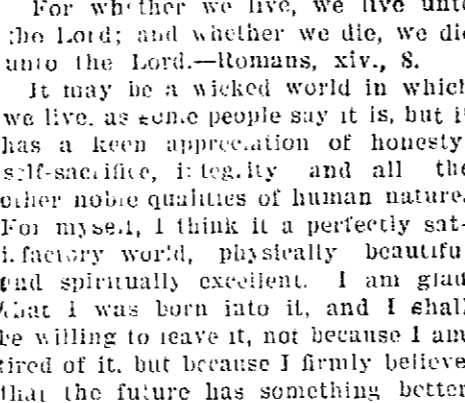 For whether we live, we live unto
the Lord; and whether we die, we die
unto the Lord.—Romans, xiv., 8.
It may be a wicked world in which
we live, as some people say it is, but it
has a keen appreciation of honesty,
self-sacrifice, integrity and all the
other noble qualities of human nature.
For myself, I think it a perfectly sat-
isfactory world, physically beautiful
and spiritually excellent. I am glad
that I was born into it, and I shall
be willing to leave it, not because I am
tired of it, but because I firmly believe
that the future has something better